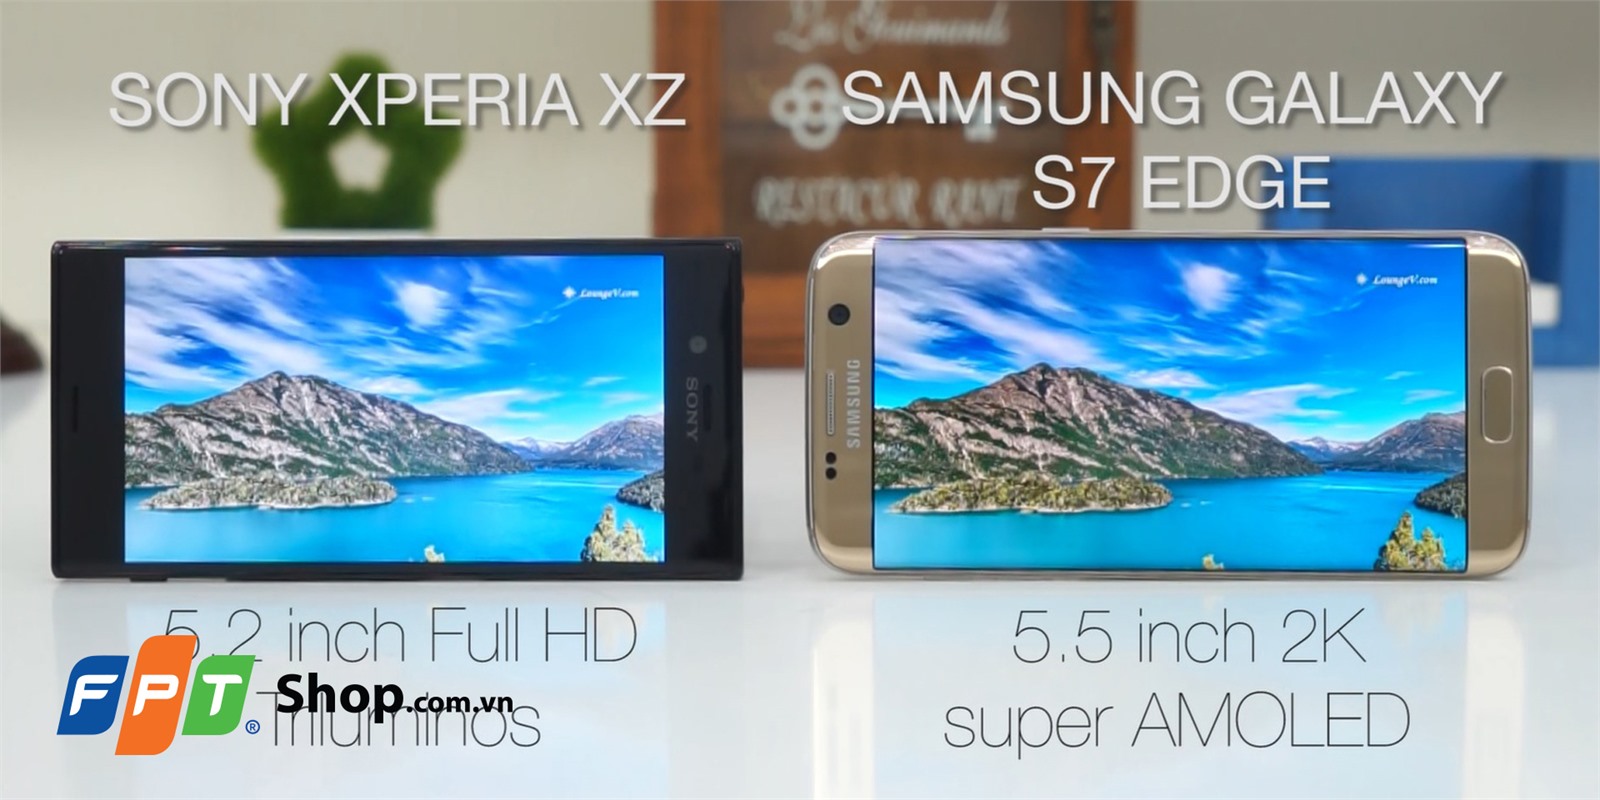 SONY XPERIA XZ
SAMSUNG GALAXY
S7 EDGE
LoungeV.com
SONY
LoungeV.com
SAMSUNG
5.2 inch Full HD
Triluminos
5.5 inch 2K
super AMOLED
FPT® Shop.com.vn